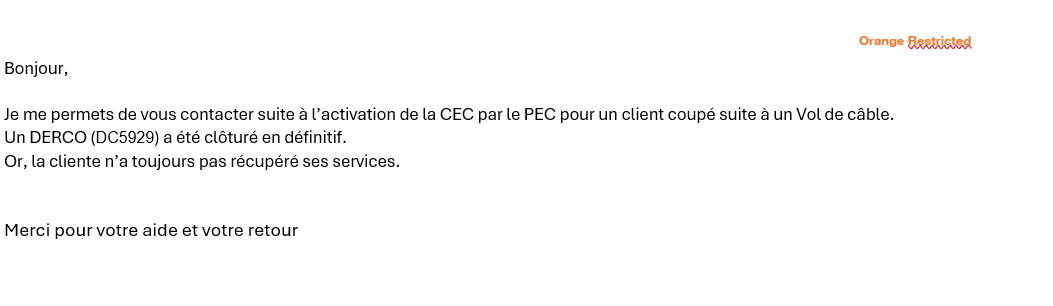 Orange Restricted
Bonjour,
Je me permets de vous contacter suite à l’activation de la CEC par le PEC pour un client coupé suite à un Vol de câble.
Un DERCO (DC5929) a été clôturé en définitif.
Or, la cliente n’a toujours pas récupéré ses services.
Merci pour votre aide et votre retour